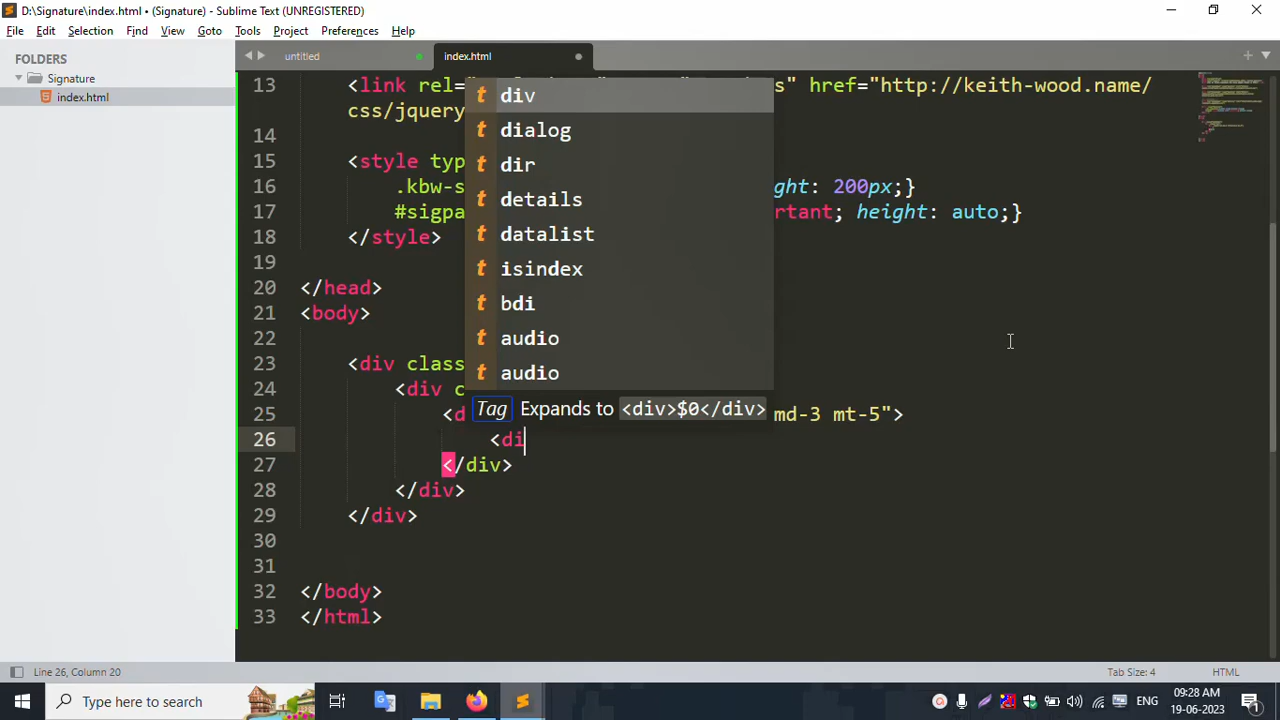 D:\Signature\index.html • (Signature) - Sublime Text (UNREGISTERED)
File Edit Selection Find View Goto Tools Project Preferences Help
FOLDERS
Signature
index.html
untitled
index.html
13 <link rel=" s" href="http://keith-wood.name/
css/jquery
14
15 <style typ
16 .kbw-s ght: 200px;}
17 #sigpa rtant; height: auto;}
18 </style>
19
20 </head>
21 <body>
22
23 <div class
24 <div c
25 <d md-3 mt-5">
26 <di
27 </div>
28 </div>
29 </div>
30
31
32 </body>
33 </html>
t div
t dialog
t dir
t details
t datalist
t isindex
t bdi
t audio
t audio
Tag Expands to <div>$0</div>
Line 26, Column 20
Tab Size: 4
HTML
Type here to search
ENG
09:28 AM
19-06-2023
1